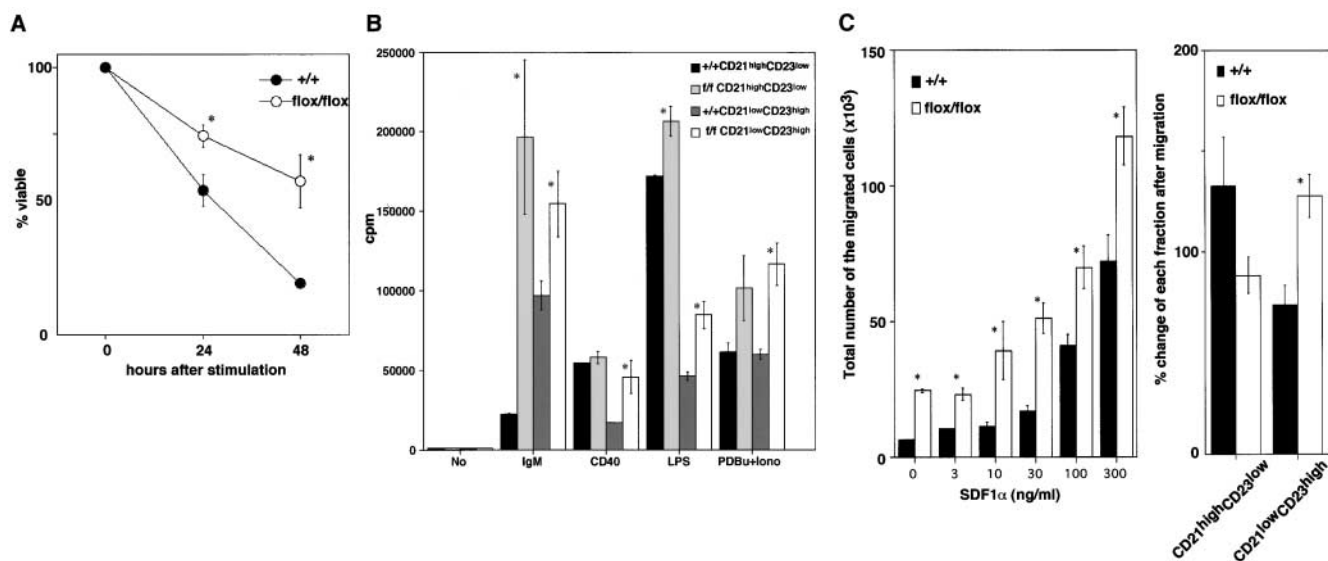 A
100
50
0
% viable
+/+
flox/flox
*
*
0 24 48
hours after stimulation
B
cpm
250000
200000
150000
100000
50000
0
+/+CD21highCD23low
f/f CD21highCD23low
+/+CD21lowCD23high
f/f CD21lowCD23high
* * * * * *
No IgM CD40 LPS PDBu+Iono
C
Total number of the migrated cells (x10³)
150
100
50
0
+/+
flox/flox
* * * * * *
0 3 10 30 100 300
SDF1α (ng/ml)
% change of each fraction after migration
200
100
0
+/+
flox/flox
*
CD21highCD23low
CD21lowCD23high